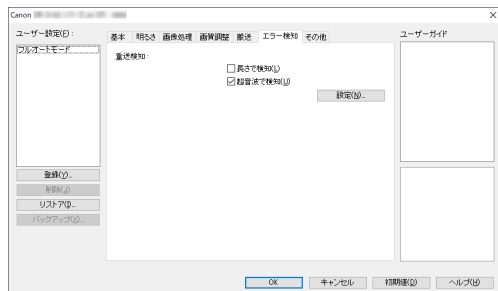 Canon
ユーザー設定(E):
フルオートモード
登録(Y)...
削除(J)
リストア(I)...
バックアップ(X)...
基本 明るさ 画像処理 画質調整 搬送 エラー検知 その他
重送検知:
長さで検知(L)
超音波で検知(U)
設定(N)...
ユーザーガイド
OK キャンセル 初期値(D) ヘルプ(H)